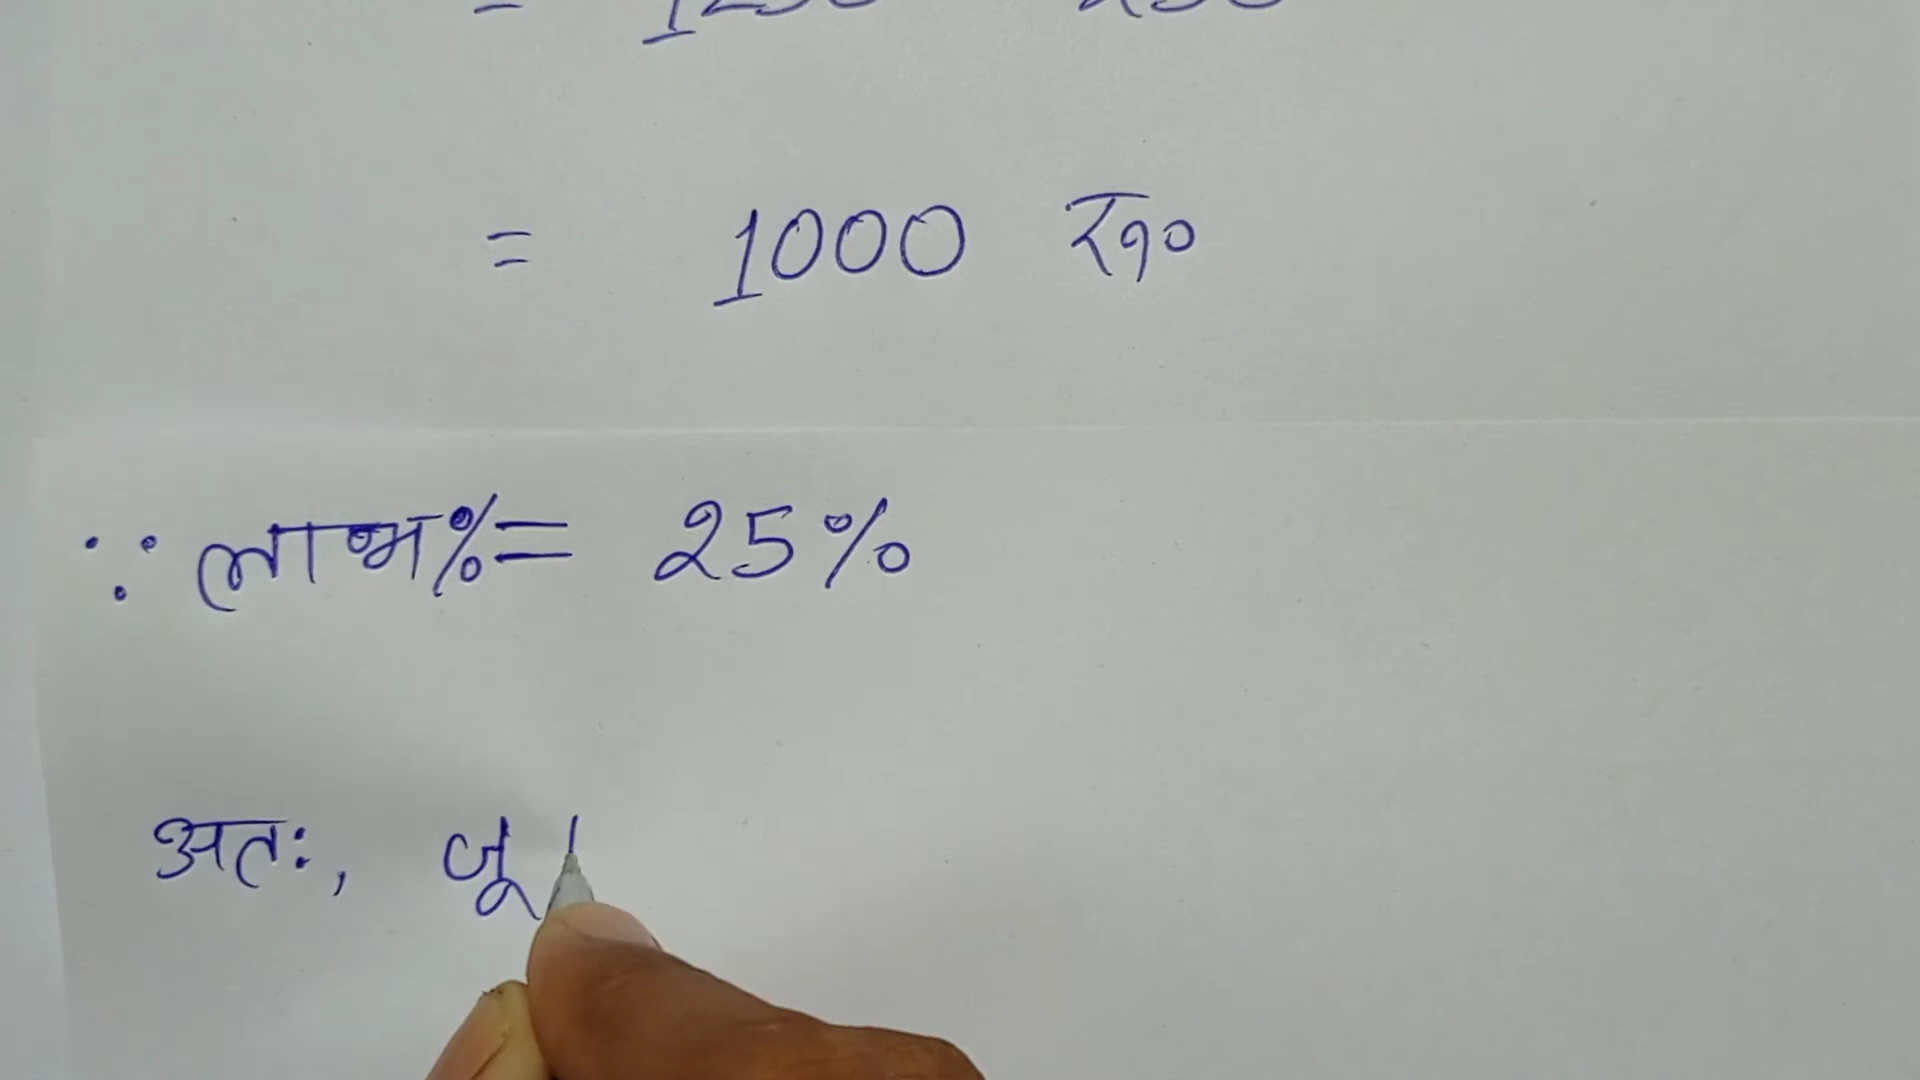 =
= 1000 रू०
∵ लाभ% = 25%
अतः, जू